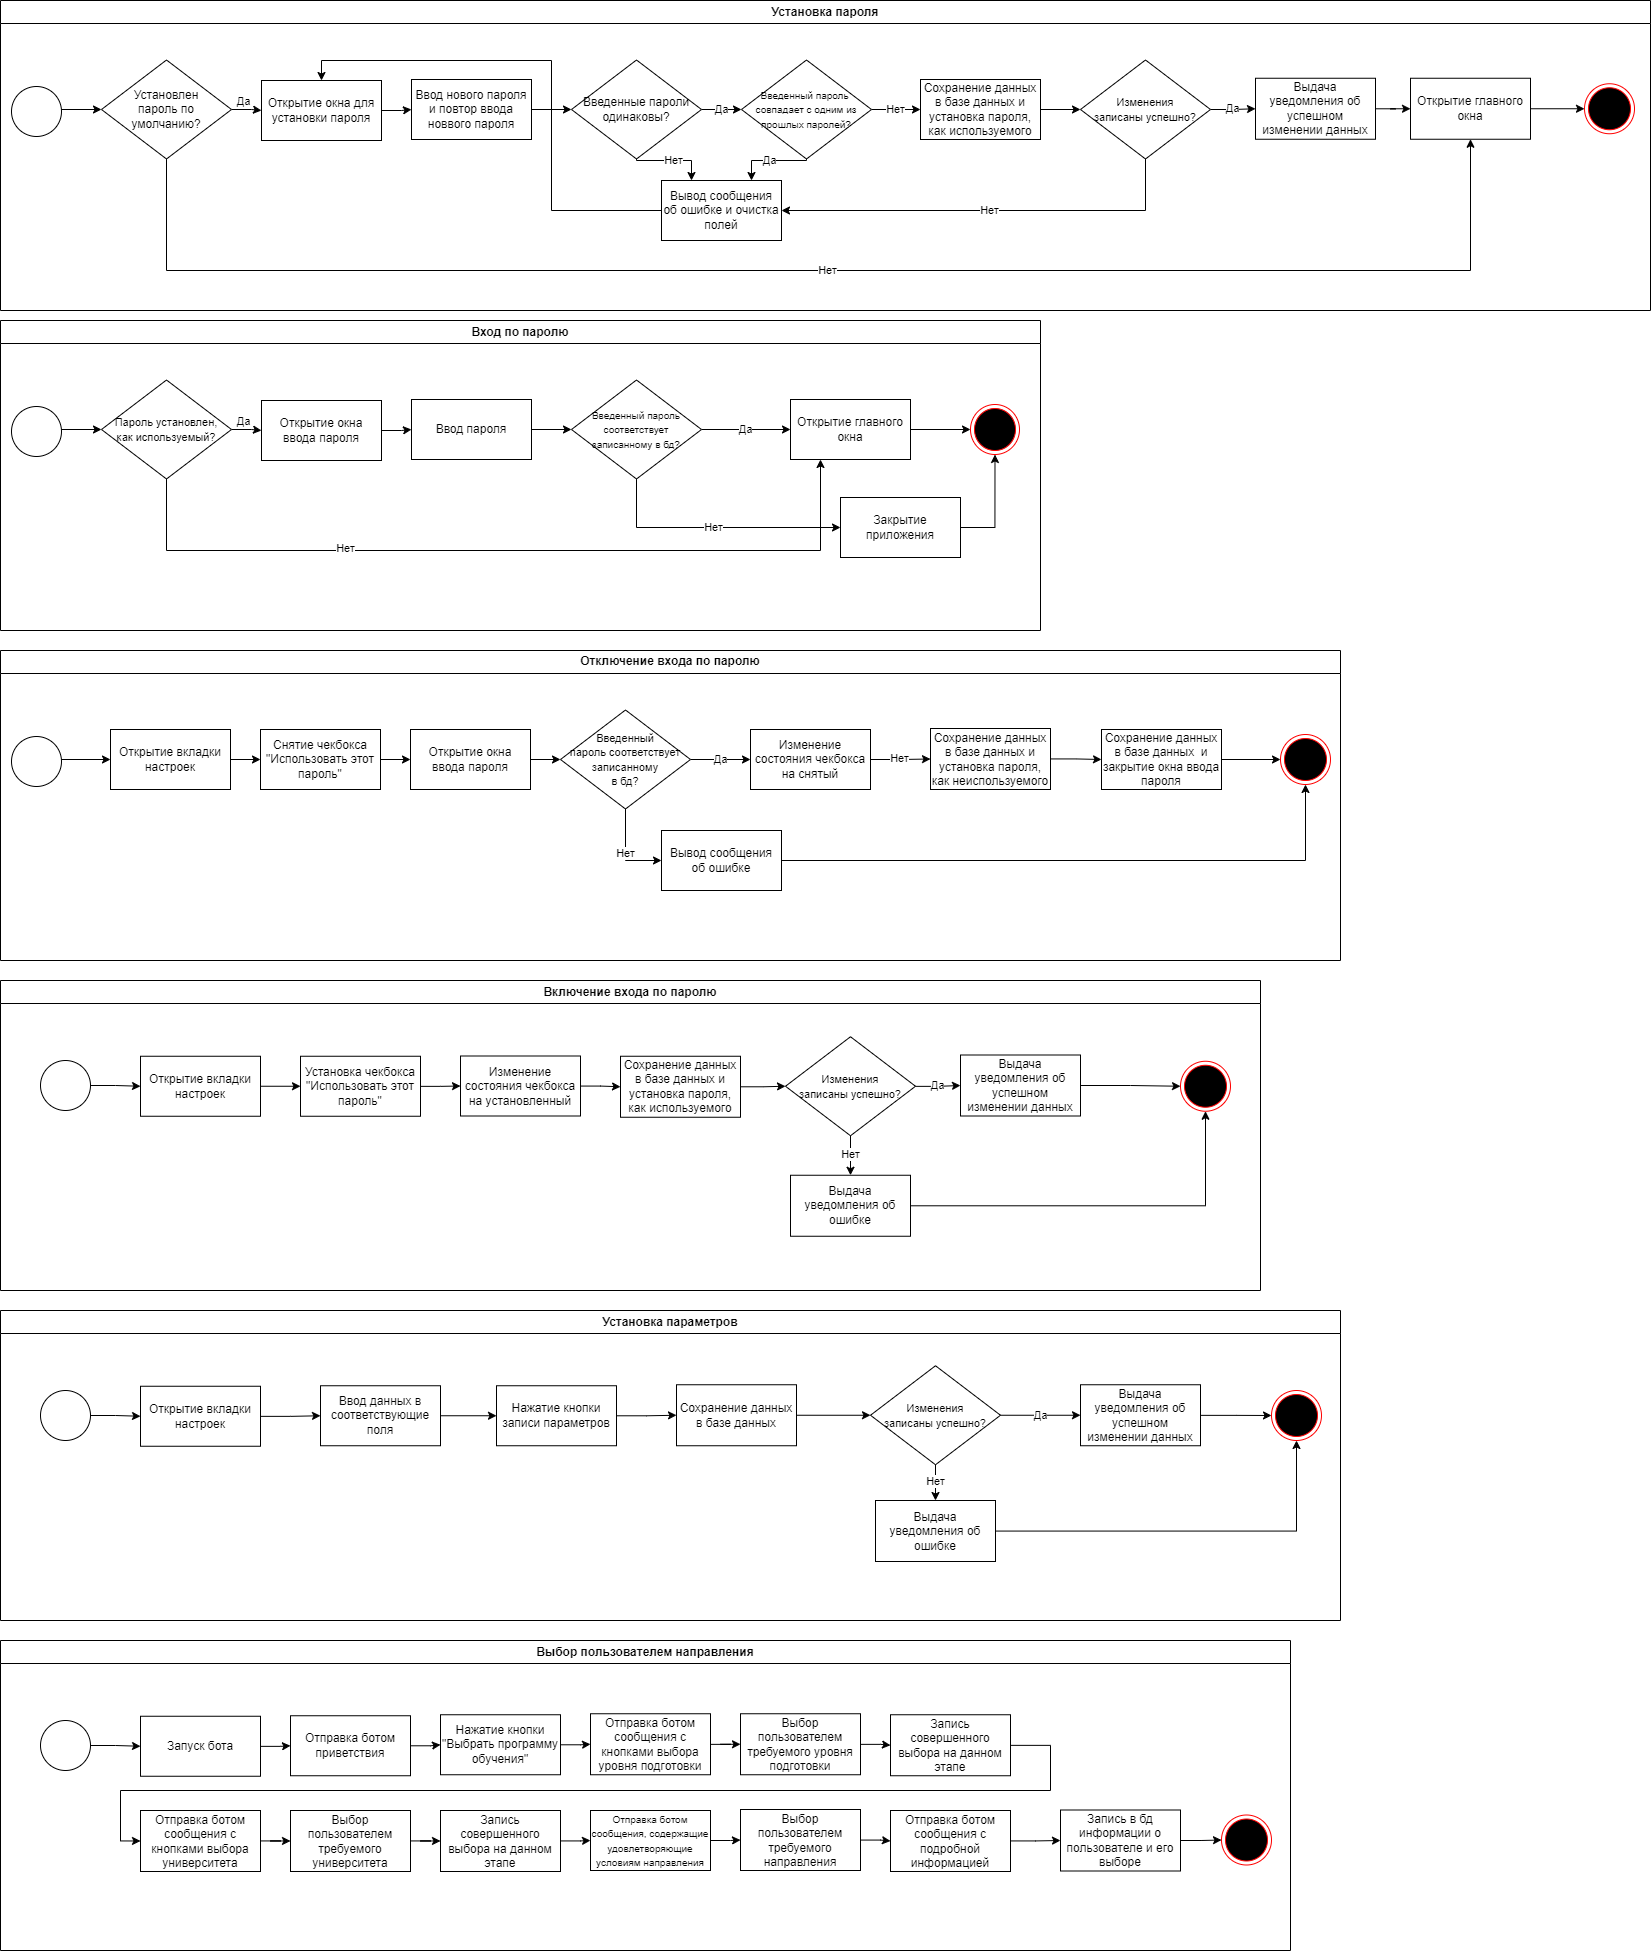 Установка пароля
Установлен
пароль по
умолчанию?
Да
Открытие окна для
установки пароля
Ввод нового пароля
и повтор ввода
новвого пароля
Введенные пароли
одинаковы?
Да
Введенный пароль
совпадает с одним из
прошлых паролей?
Нет
Сохранение данных
в базе данных и
установка пароля,
как используемого
Изменения
записаны успешно?
Да
Выдача
уведомления об
успешном
изменении данных
Открытие главного
окна
Нет
Да
Вывод сообщения
об ошибке и очистка
полей
Нет
Нет
Вход по паролю
Пароль установлен,
как используемый?
Да
Открытие окна
ввода пароля
Ввод пароля
Введенный пароль
соответствует
записанному в бд?
Да
Открытие главного
окна
Нет
Закрытие
приложения
Нет
Отключение входа по паролю
Открытие вкладки
настроек
Снятие чекбокса
"Использовать этот
пароль"
Открытие окна
ввода пароля
Введенный
пароль соответствует
записанному
в бд?
Да
Изменение
состояния чекбокса
на снятый
Нет
Сохранение данных
в базе данных и
установка пароля,
как неиспользуемого
Сохранение данных
в базе данных и
закрытие окна ввода
пароля
Нет
Вывод сообщения
об ошибке
Включение входа по паролю
Открытие вкладки
настроек
Установка чекбокса
"Использовать этот
пароль"
Изменение
состояния чекбокса
на установленный
Сохранение данных
в базе данных и
установка пароля,
как используемого
Изменения
записаны успешно?
Да
Выдача
уведомления об
успешном
изменении данных
Нет
Выдача
уведомления об
ошибке
Установка параметров
Открытие вкладки
настроек
Ввод данных в
соответствующие
поля
Нажатие кнопки
записи параметров
Сохранение данных
в базе данных
Изменения
записаны успешно?
Да
Выдача
уведомления об
успешном
изменении данных
Нет
Выдача
уведомления об
ошибке
Выбор пользователем направления
Запуск бота
Отправка ботом
приветствия
Нажатие кнопки
"Выбрать программу
обучения"
Отправка ботом
сообщения с
кнопками выбора
уровня подготовки
Выбор
пользователем
требуемого уровня
подготовки
Запись
совершенного
выбора на данном
этапе
Отправка ботом
сообщения с
кнопками выбора
университета
Выбор
пользователем
требуемого
университета
Запись
совершенного
выбора на данном
этапе
Отправка ботом
сообщения, содержащие
удовлетворяющие
условиям направления
Выбор
пользователем
требуемого
направления
Отправка ботом
сообщения с
подробной
информацией
Запись в бд
информации о
пользователе и его
выборе